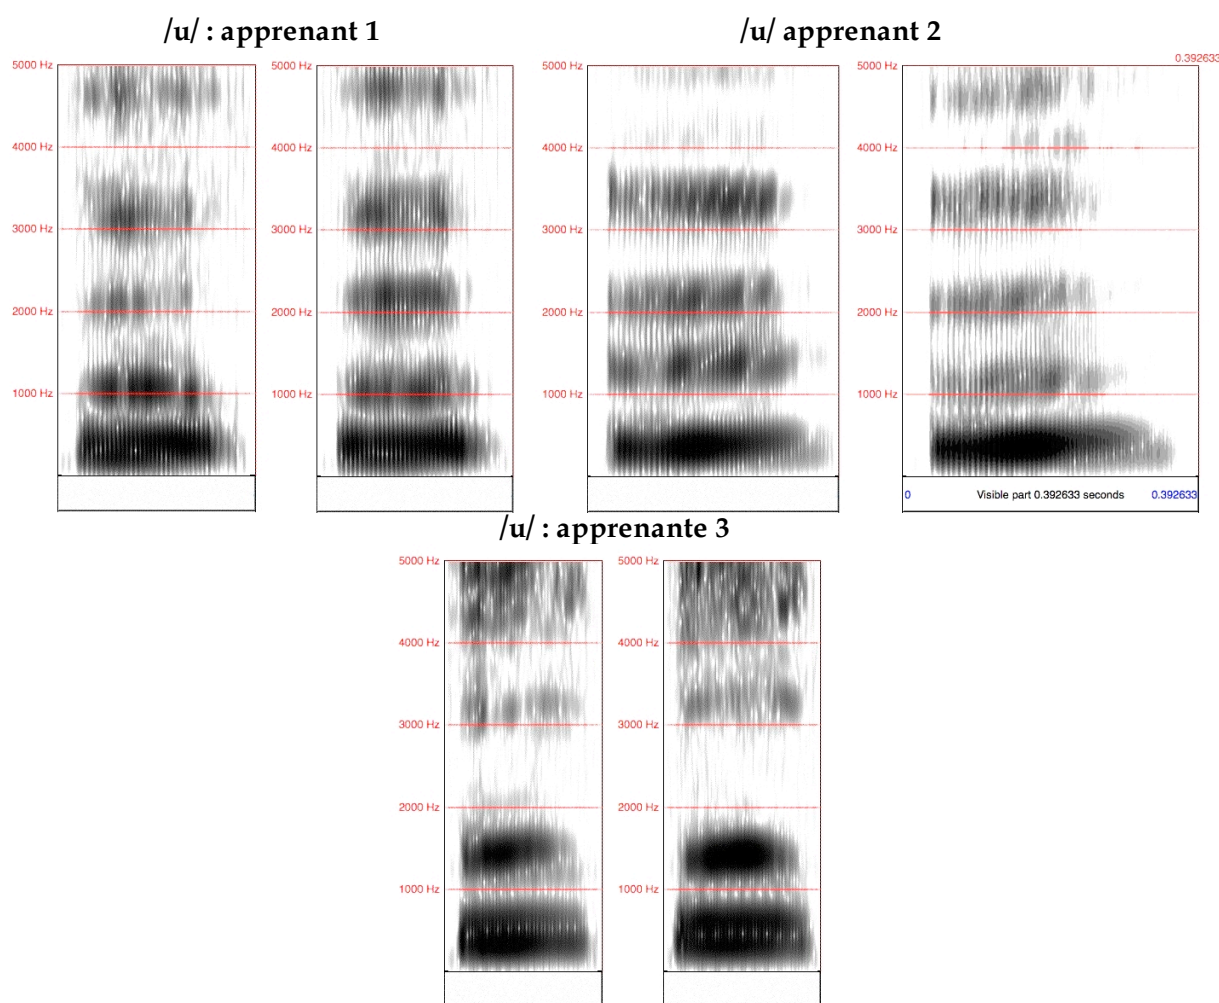 /u/ : apprenant 1
/u/ apprenant 2
0.392633
5000 Hz 5000 Hz 5000 Hz 5000 Hz
4000 Hz 4000 Hz 4000 Hz 4000 Hz
3000 Hz 3000 Hz 3000 Hz 3000 Hz
2000 Hz 2000 Hz 2000 Hz 2000 Hz
1000 Hz 1000 Hz 1000 Hz 1000 Hz
0 Visible part 0.392633 seconds 0.392633
/u/ : apprenante 3
5000 Hz 5000 Hz
4000 Hz 4000 Hz
3000 Hz 3000 Hz
2000 Hz 2000 Hz
1000 Hz 1000 Hz